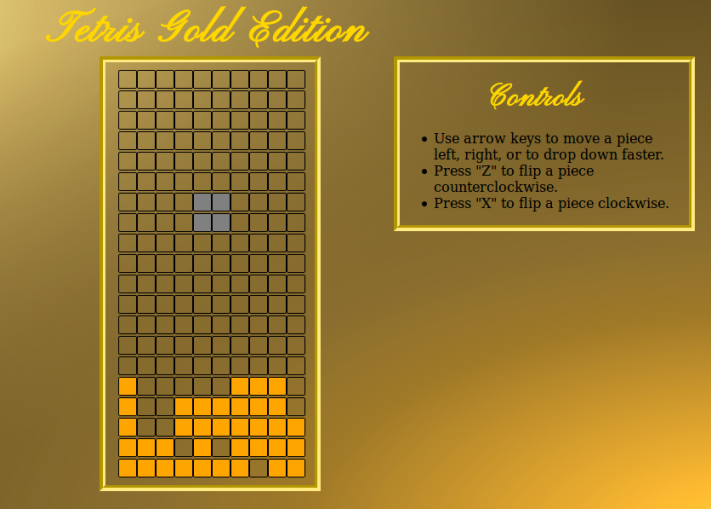 Tetris Gold Edition
Controls
Use arrow keys to move a piece
left, right, or to drop down faster.
Press "Z" to flip a piece
counterclockwise.
Press "X" to flip a piece clockwise.